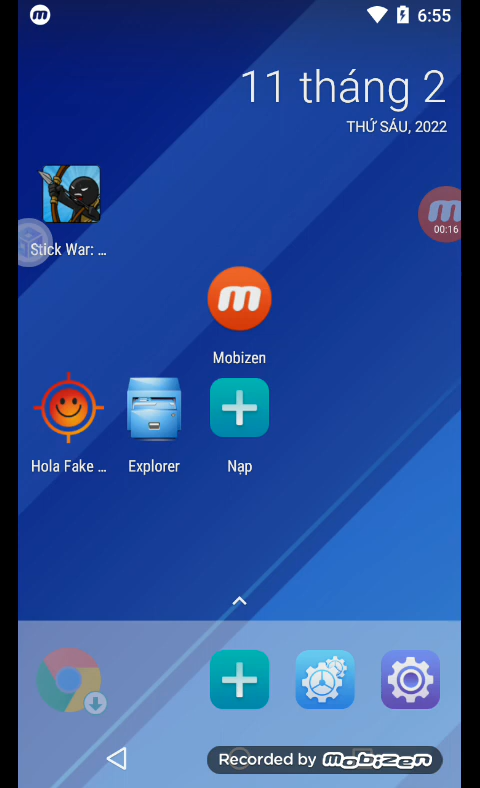 6:55
11 tháng 2
THỨ SÁU, 2022
Stick War: ...
00:16
Mobizen
Hola Fake ...
Explorer
Nạp
Recorded by mobizen